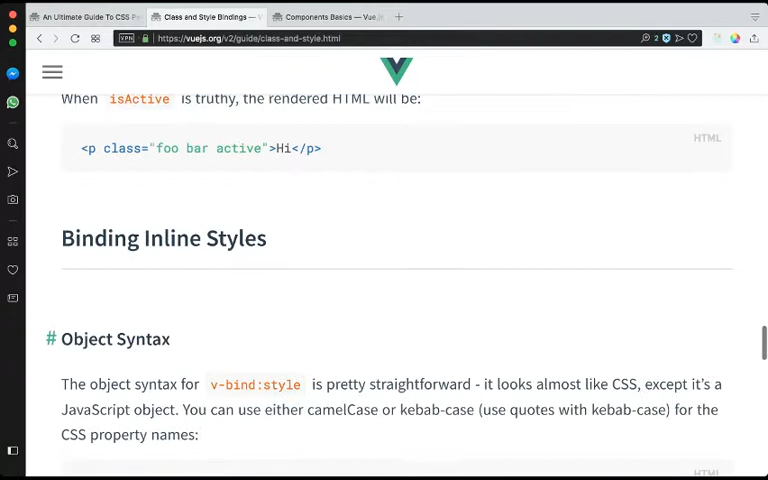 An Ultimate Guide To CSS Ps
Class and Style Bindings — V
Components Basics — Vue.js
VPN https://vuejs.org/v2/guide/class-and-style.html 2
When isActive is truthy, the rendered HTML will be:
HTML
<p class="foo bar active">Hi</p>
Binding Inline Styles
# Object Syntax
The object syntax for v-bind:style is pretty straightforward - it looks almost like CSS, except it's a
JavaScript object. You can use either camelCase or kebab-case (use quotes with kebab-case) for the
CSS property names:
HTML